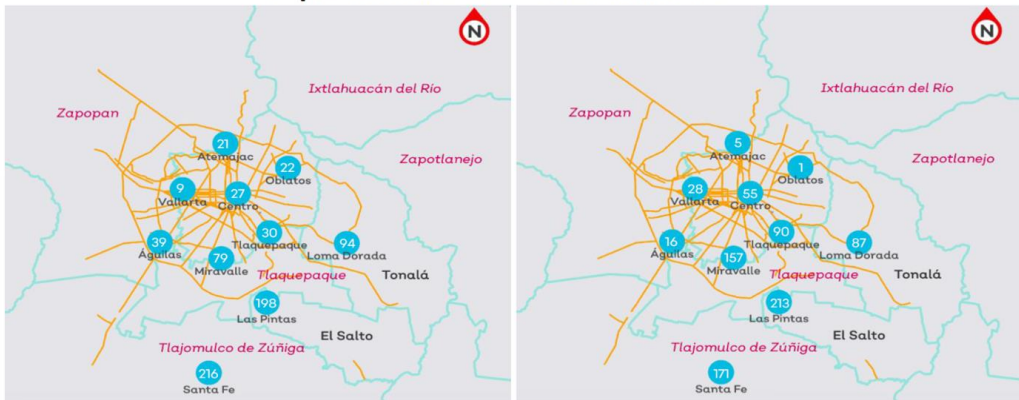 N
Ixtlahuacán del Río
Zapopan
21
Atemajac
Zapotlanejo
22
Oblatos
9
Vallarta
27
Centro
30
Tlaquepaque
39
Águilas
94
Loma Dorada
79
Miravalle
Tlaquepaque
Tonalá
198
Las Pintas
El Salto
Tlajomulco de Zúñiga
216
Santa Fe
N
Ixtlahuacán del Río
Zapopan
5
Atemajac
Zapotlanejo
1
Oblatos
28
Vallarta
55
Centro
90
Tlaquepaque
16
Águilas
87
Loma Dorada
157
Miravalle
Tlaquepaque
Tonalá
213
Las Pintas
El Salto
Tlajomulco de Zúñiga
171
Santa Fe